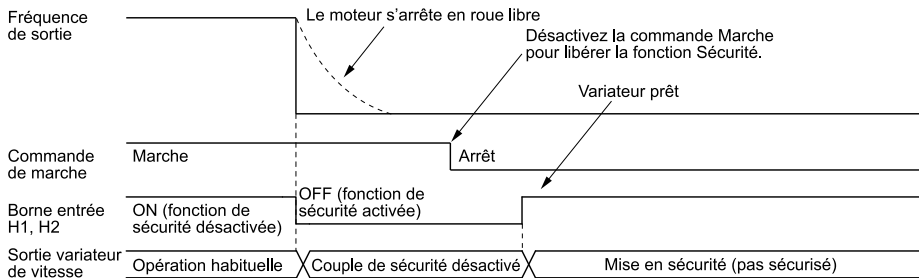 Fréquence
de sortie
Le moteur s'arrête en roue libre
Désactivez la commande Marche
pour libérer la fonction Sécurité.
Variateur prêt
Commande
de marche
Marche
Arrêt
Borne entrée
H1, H2
ON (fonction de
sécurité désactivée)
OFF (fonction de
sécurité activée)
Sortie variateur
de vitesse
Opération habituelle
Couple de sécurité désactivé
Mise en sécurité (pas sécurisé)